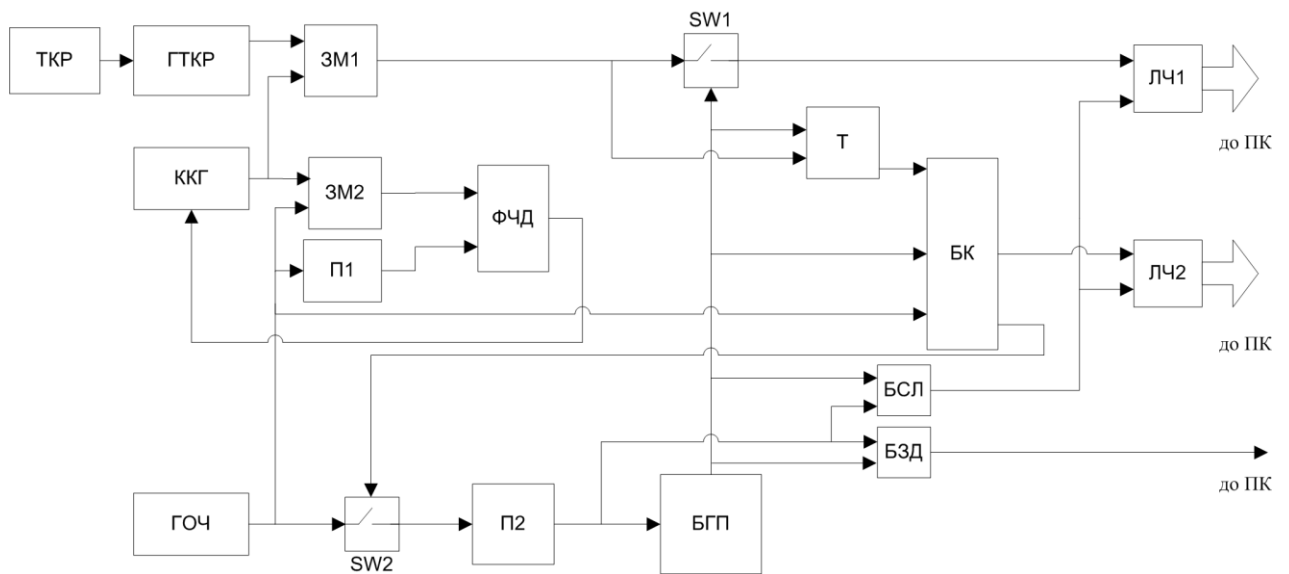 SW1
ТКР
ГТКР
ЗМ1
ЛЧ1
до ПК
Т
ККГ
ЗМ2
ФЧД
БК
П1
ЛЧ2
до ПК
БСЛ
БЗД
до ПК
ГОЧ
SW2
П2
БГП